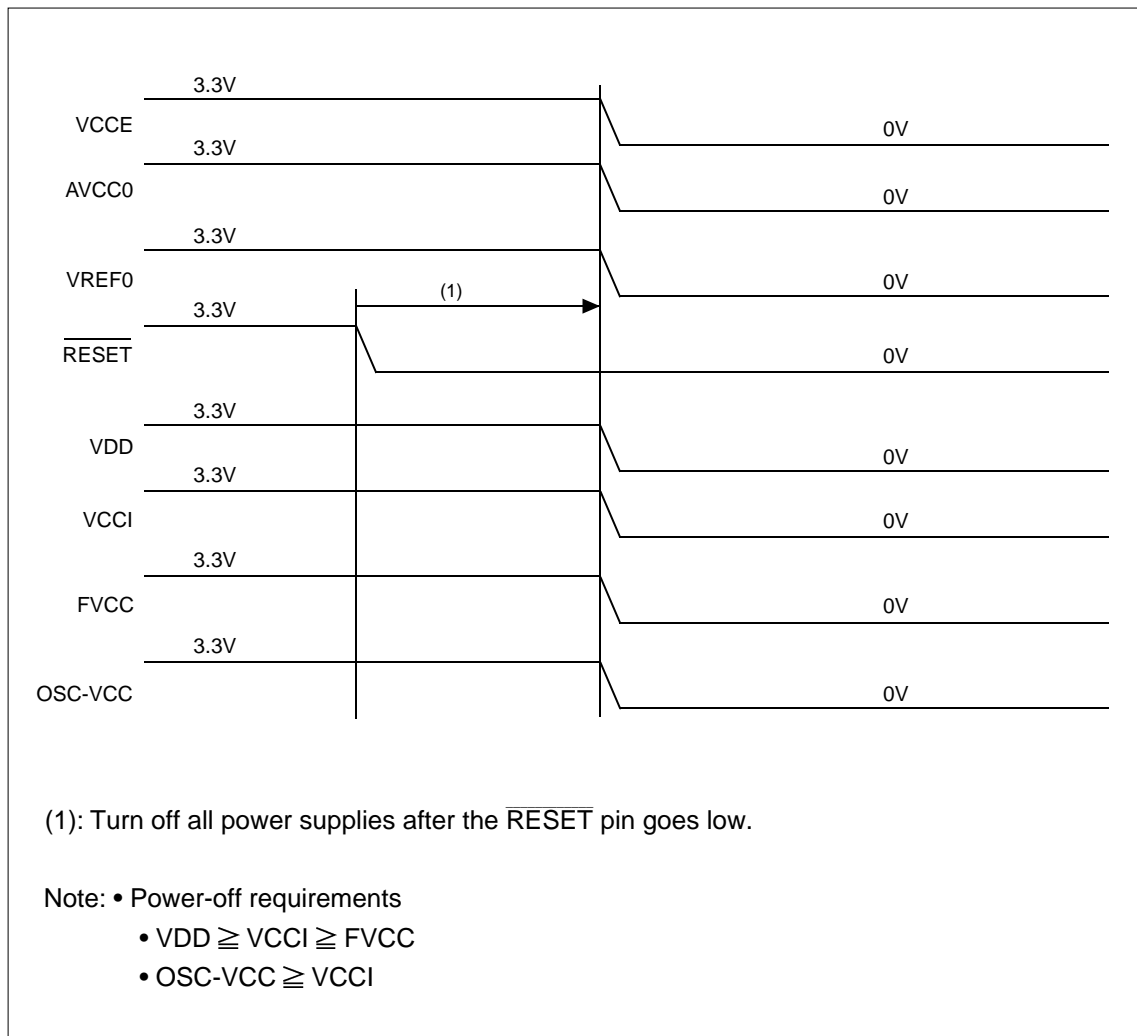 3.3V
VCCE
0V
3.3V
AVCC0
0V
3.3V
VREF0
0V
(1)
3.3V
RESET
0V
3.3V
VDD
0V
3.3V
VCCI
0V
3.3V
FVCC
0V
3.3V
OSC-VCC
0V
(1): Turn off all power supplies after the RESET pin goes low.
Note: • Power-off requirements
• VDD ≧ VCCI ≧ FVCC
• OSC-VCC ≧ VCCI